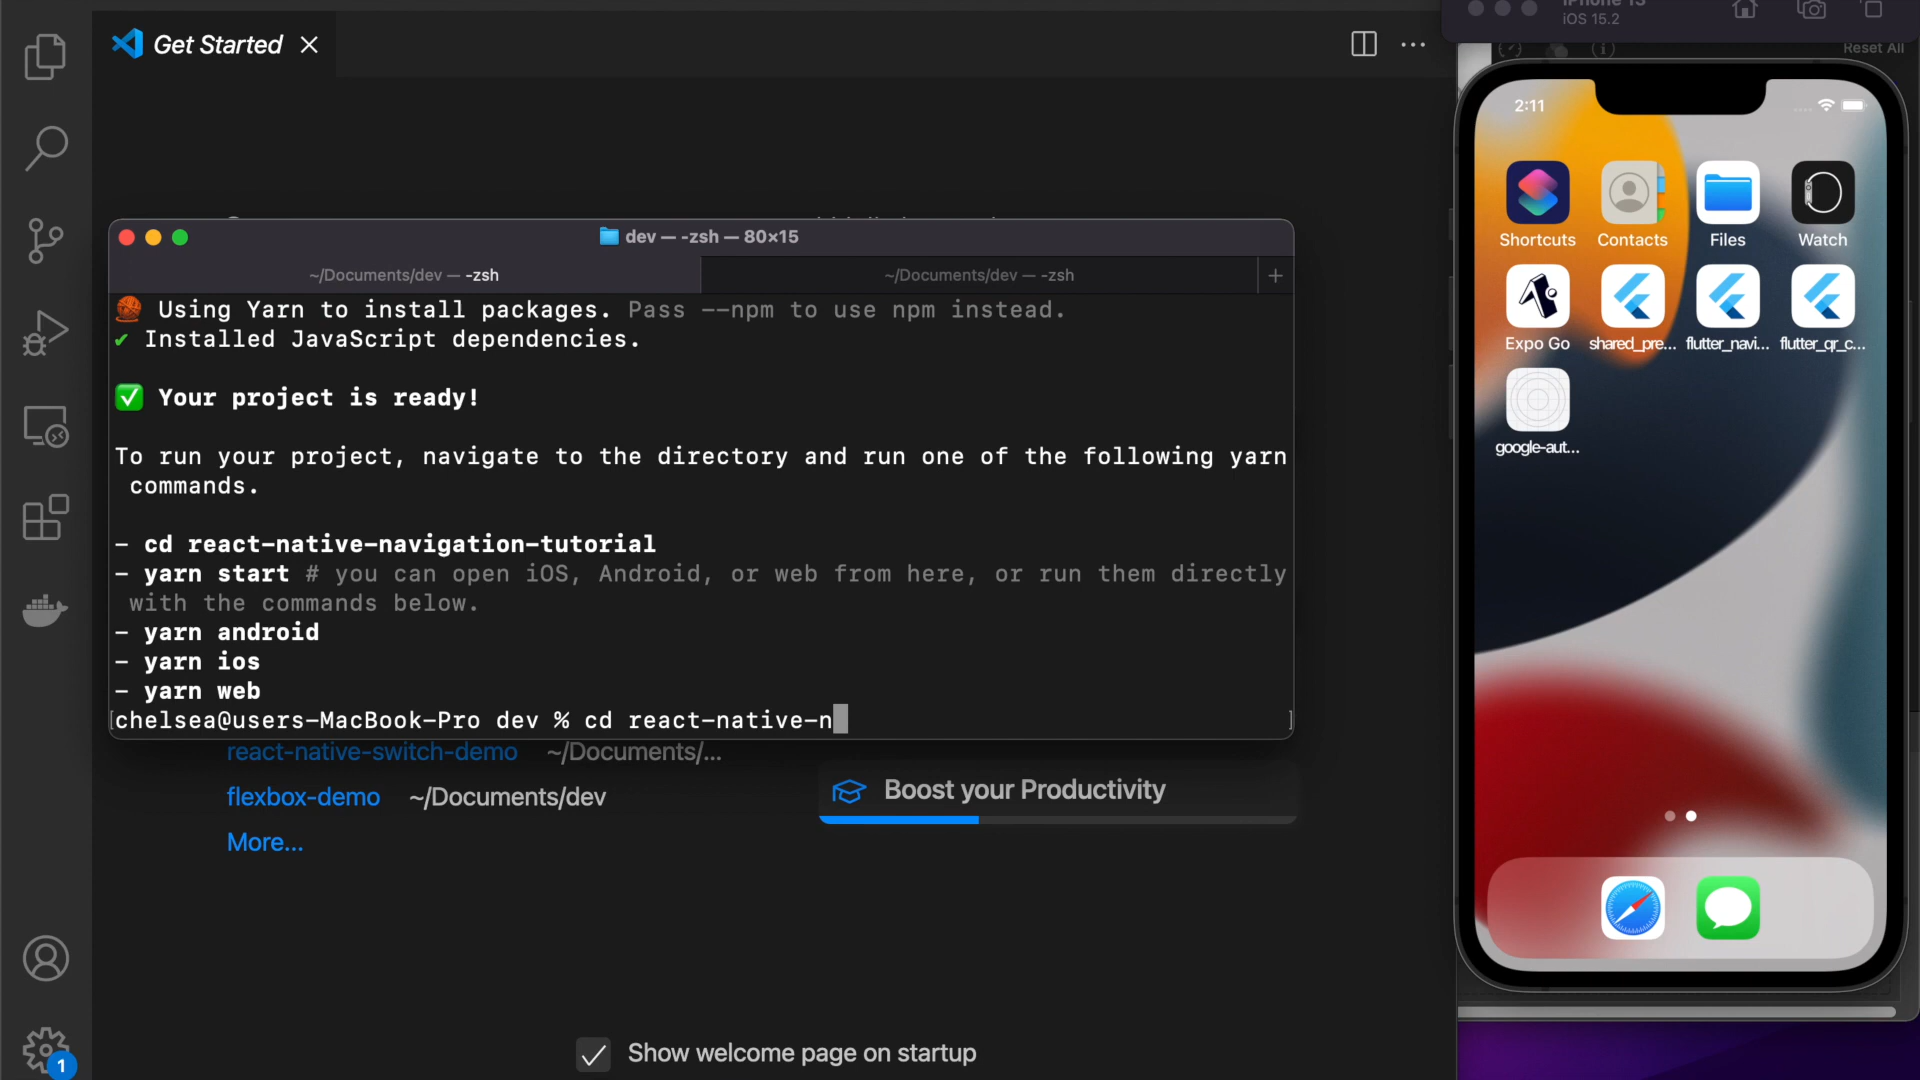 Get Started
iOS 15.2
Reset All
dev — -zsh — 80×15
~/Documents/dev — -zsh
~/Documents/dev — -zsh
Using Yarn to install packages. Pass --npm to use npm instead.
✔ Installed JavaScript dependencies.
Your project is ready!
To run your project, navigate to the directory and run one of the following yarn
commands.
- cd react-native-navigation-tutorial
- yarn start # you can open iOS, Android, or web from here, or run them directly
with the commands below.
- yarn android
- yarn ios
- yarn web
[chelsea@users-MacBook-Pro dev % cd react-native-n ]
react-native-switch-demo ~/Documents/...
flexbox-demo ~/Documents/dev
More...
Boost your Productivity
Show welcome page on startup
1
2:11
Shortcuts Contacts Files Watch
Expo Go shared_pre... flutter_navi... flutter_qr_c...
google-aut...